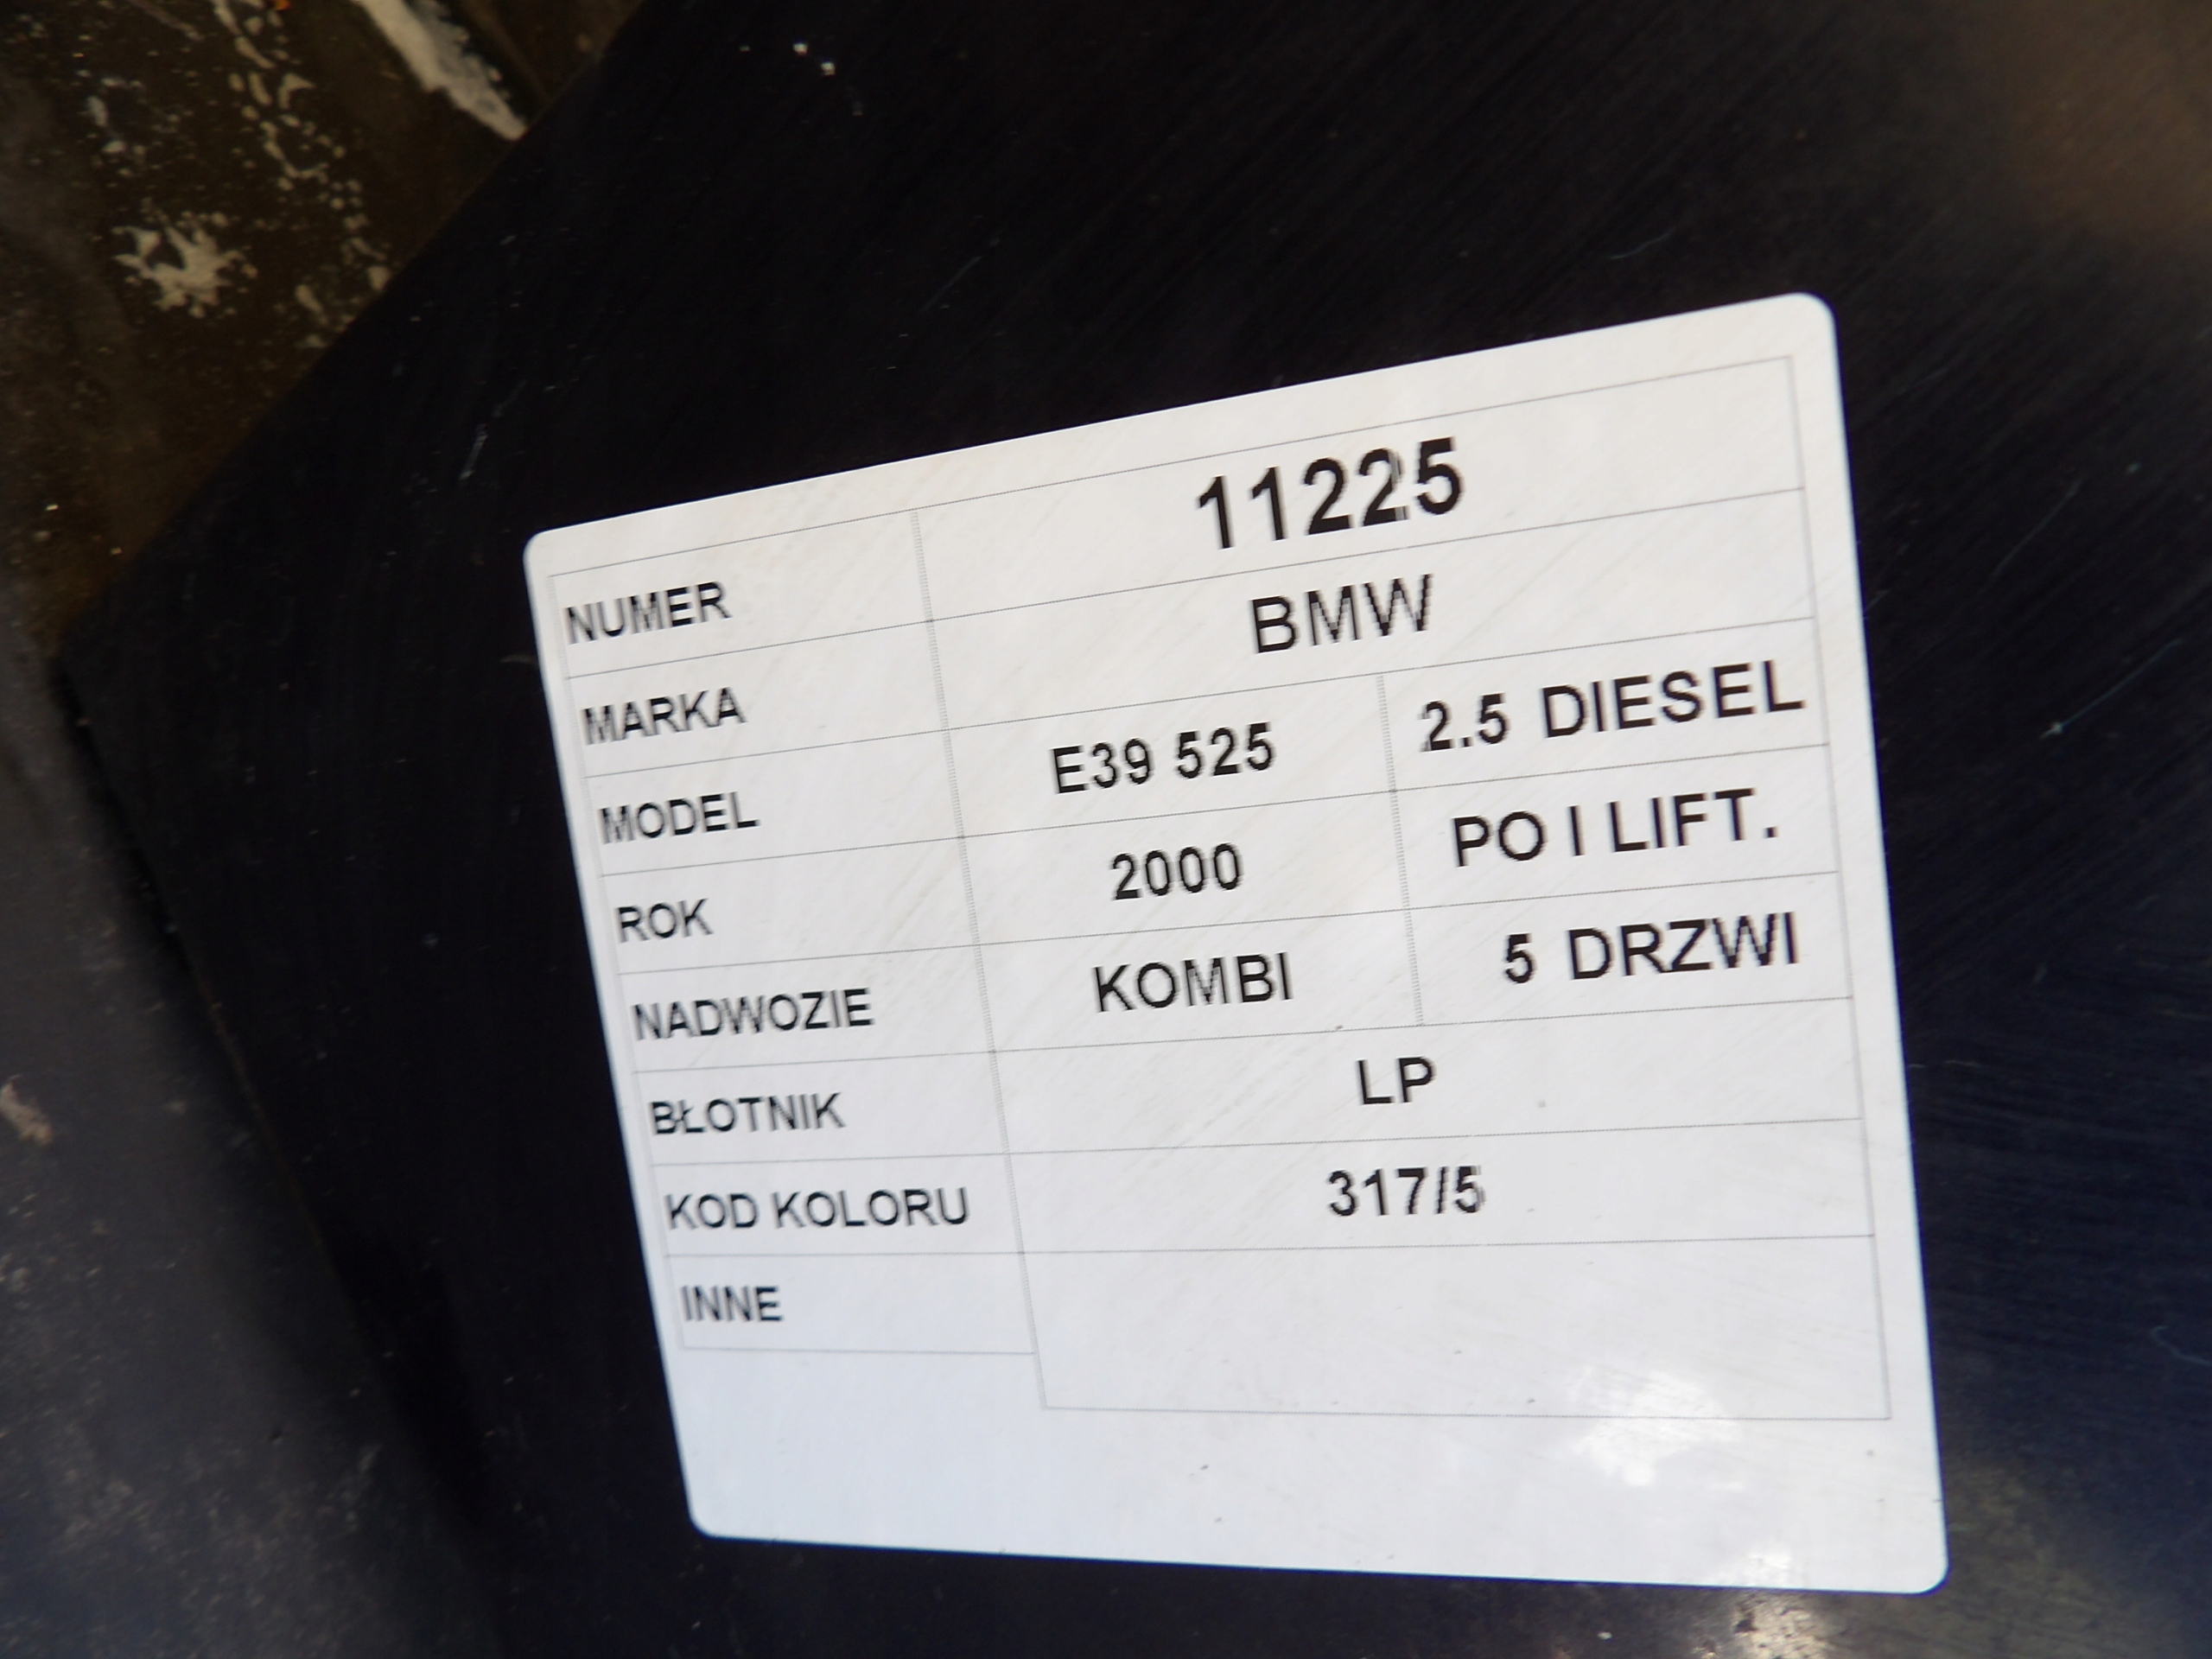 NUMER 11225
MARKA BMW
MODEL E39 525 2.5 DIESEL
ROK 2000 PO I LIFT.
NADWOZIE KOMBI 5 DRZWI
BŁOTNIK LP
KOD KOLORU 317/5
INNE